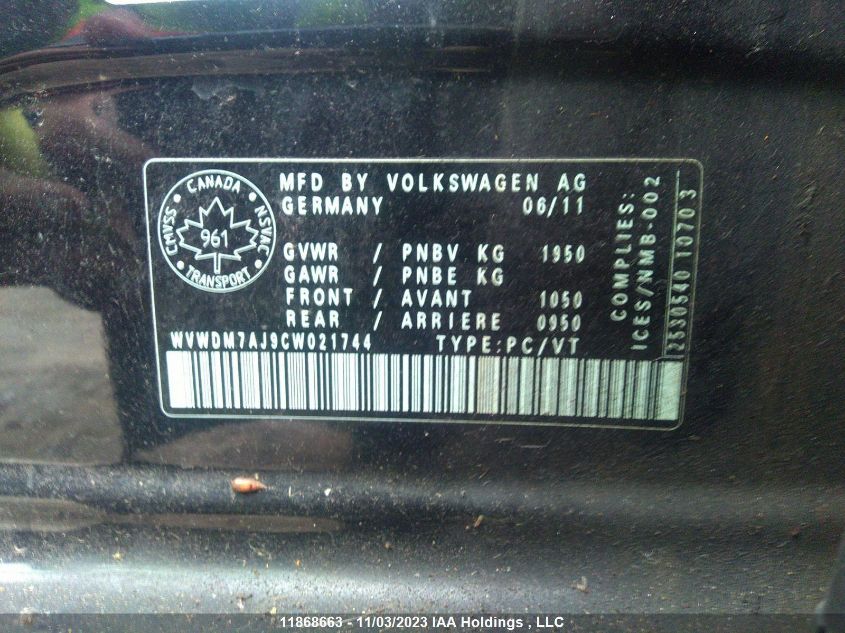 CANADA
CMVSS
NSVAC
961
TRANSPORT
MFD BY VOLKSWAGEN AG
GERMANY 06/11
GVWR / PNBV KG 1950
GAWR / PNBE KG
FRONT / AVANT 1050
REAR / ARRIERE 0950
WVWDM7AJ9CW021744 TYPE:PC/VT
COMPLIES:
ICES/NMB-002
2530540 10703
11868663 - 11/03/2023 IAA Holdings , LLC